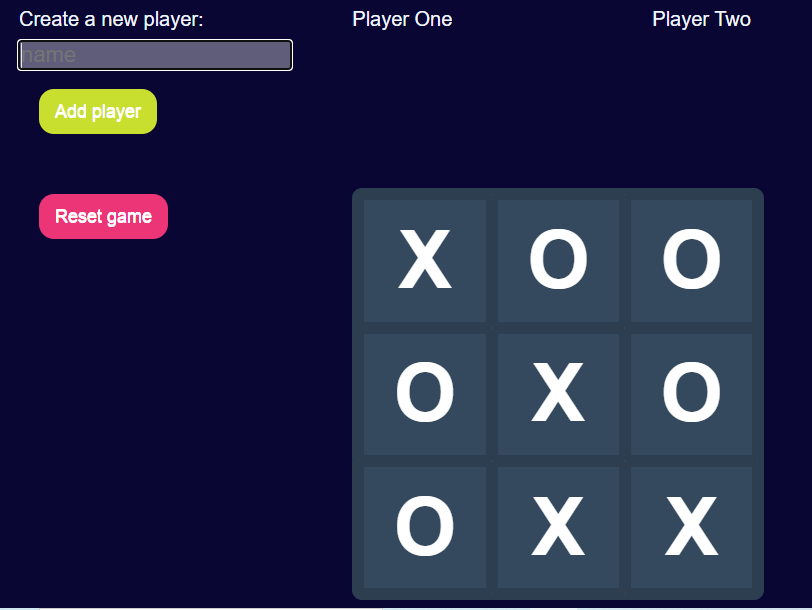 Create a new player:
Player One
Player Two
name
Add player
Reset game
X O O
O X O
O X X